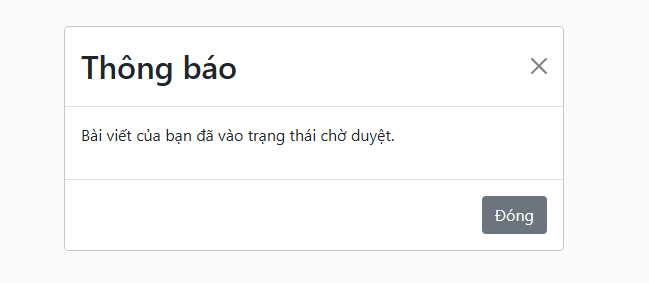 Thông báo
Bài viết của bạn đã vào trạng thái chờ duyệt.
Đóng